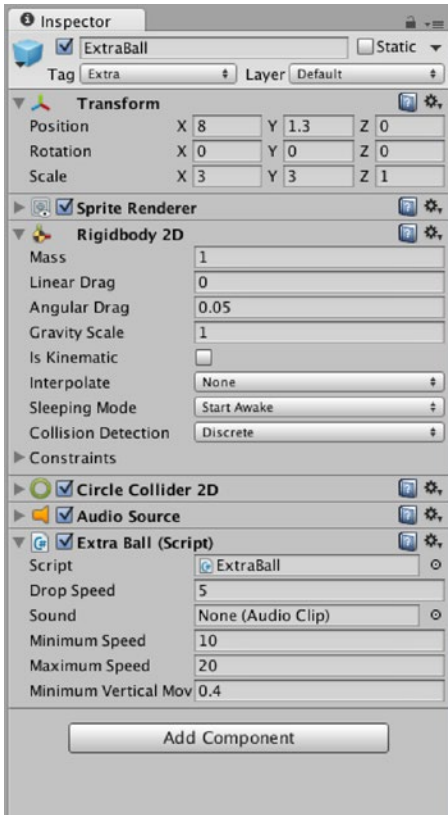 Inspector
ExtraBall Static
Tag Extra Layer Default
Transform
Position X 8 Y 1.3 Z 0
Rotation X 0 Y 0 Z 0
Scale X 3 Y 3 Z 1
Sprite Renderer
Rigidbody 2D
Mass 1
Linear Drag 0
Angular Drag 0.05
Gravity Scale 1
Is Kinematic
Interpolate None
Sleeping Mode Start Awake
Collision Detection Discrete
Constraints
Circle Collider 2D
Audio Source
Extra Ball (Script)
Script ExtraBall
Drop Speed 5
Sound None (Audio Clip)
Minimum Speed 10
Maximum Speed 20
Minimum Vertical Mov 0.4
Add Component